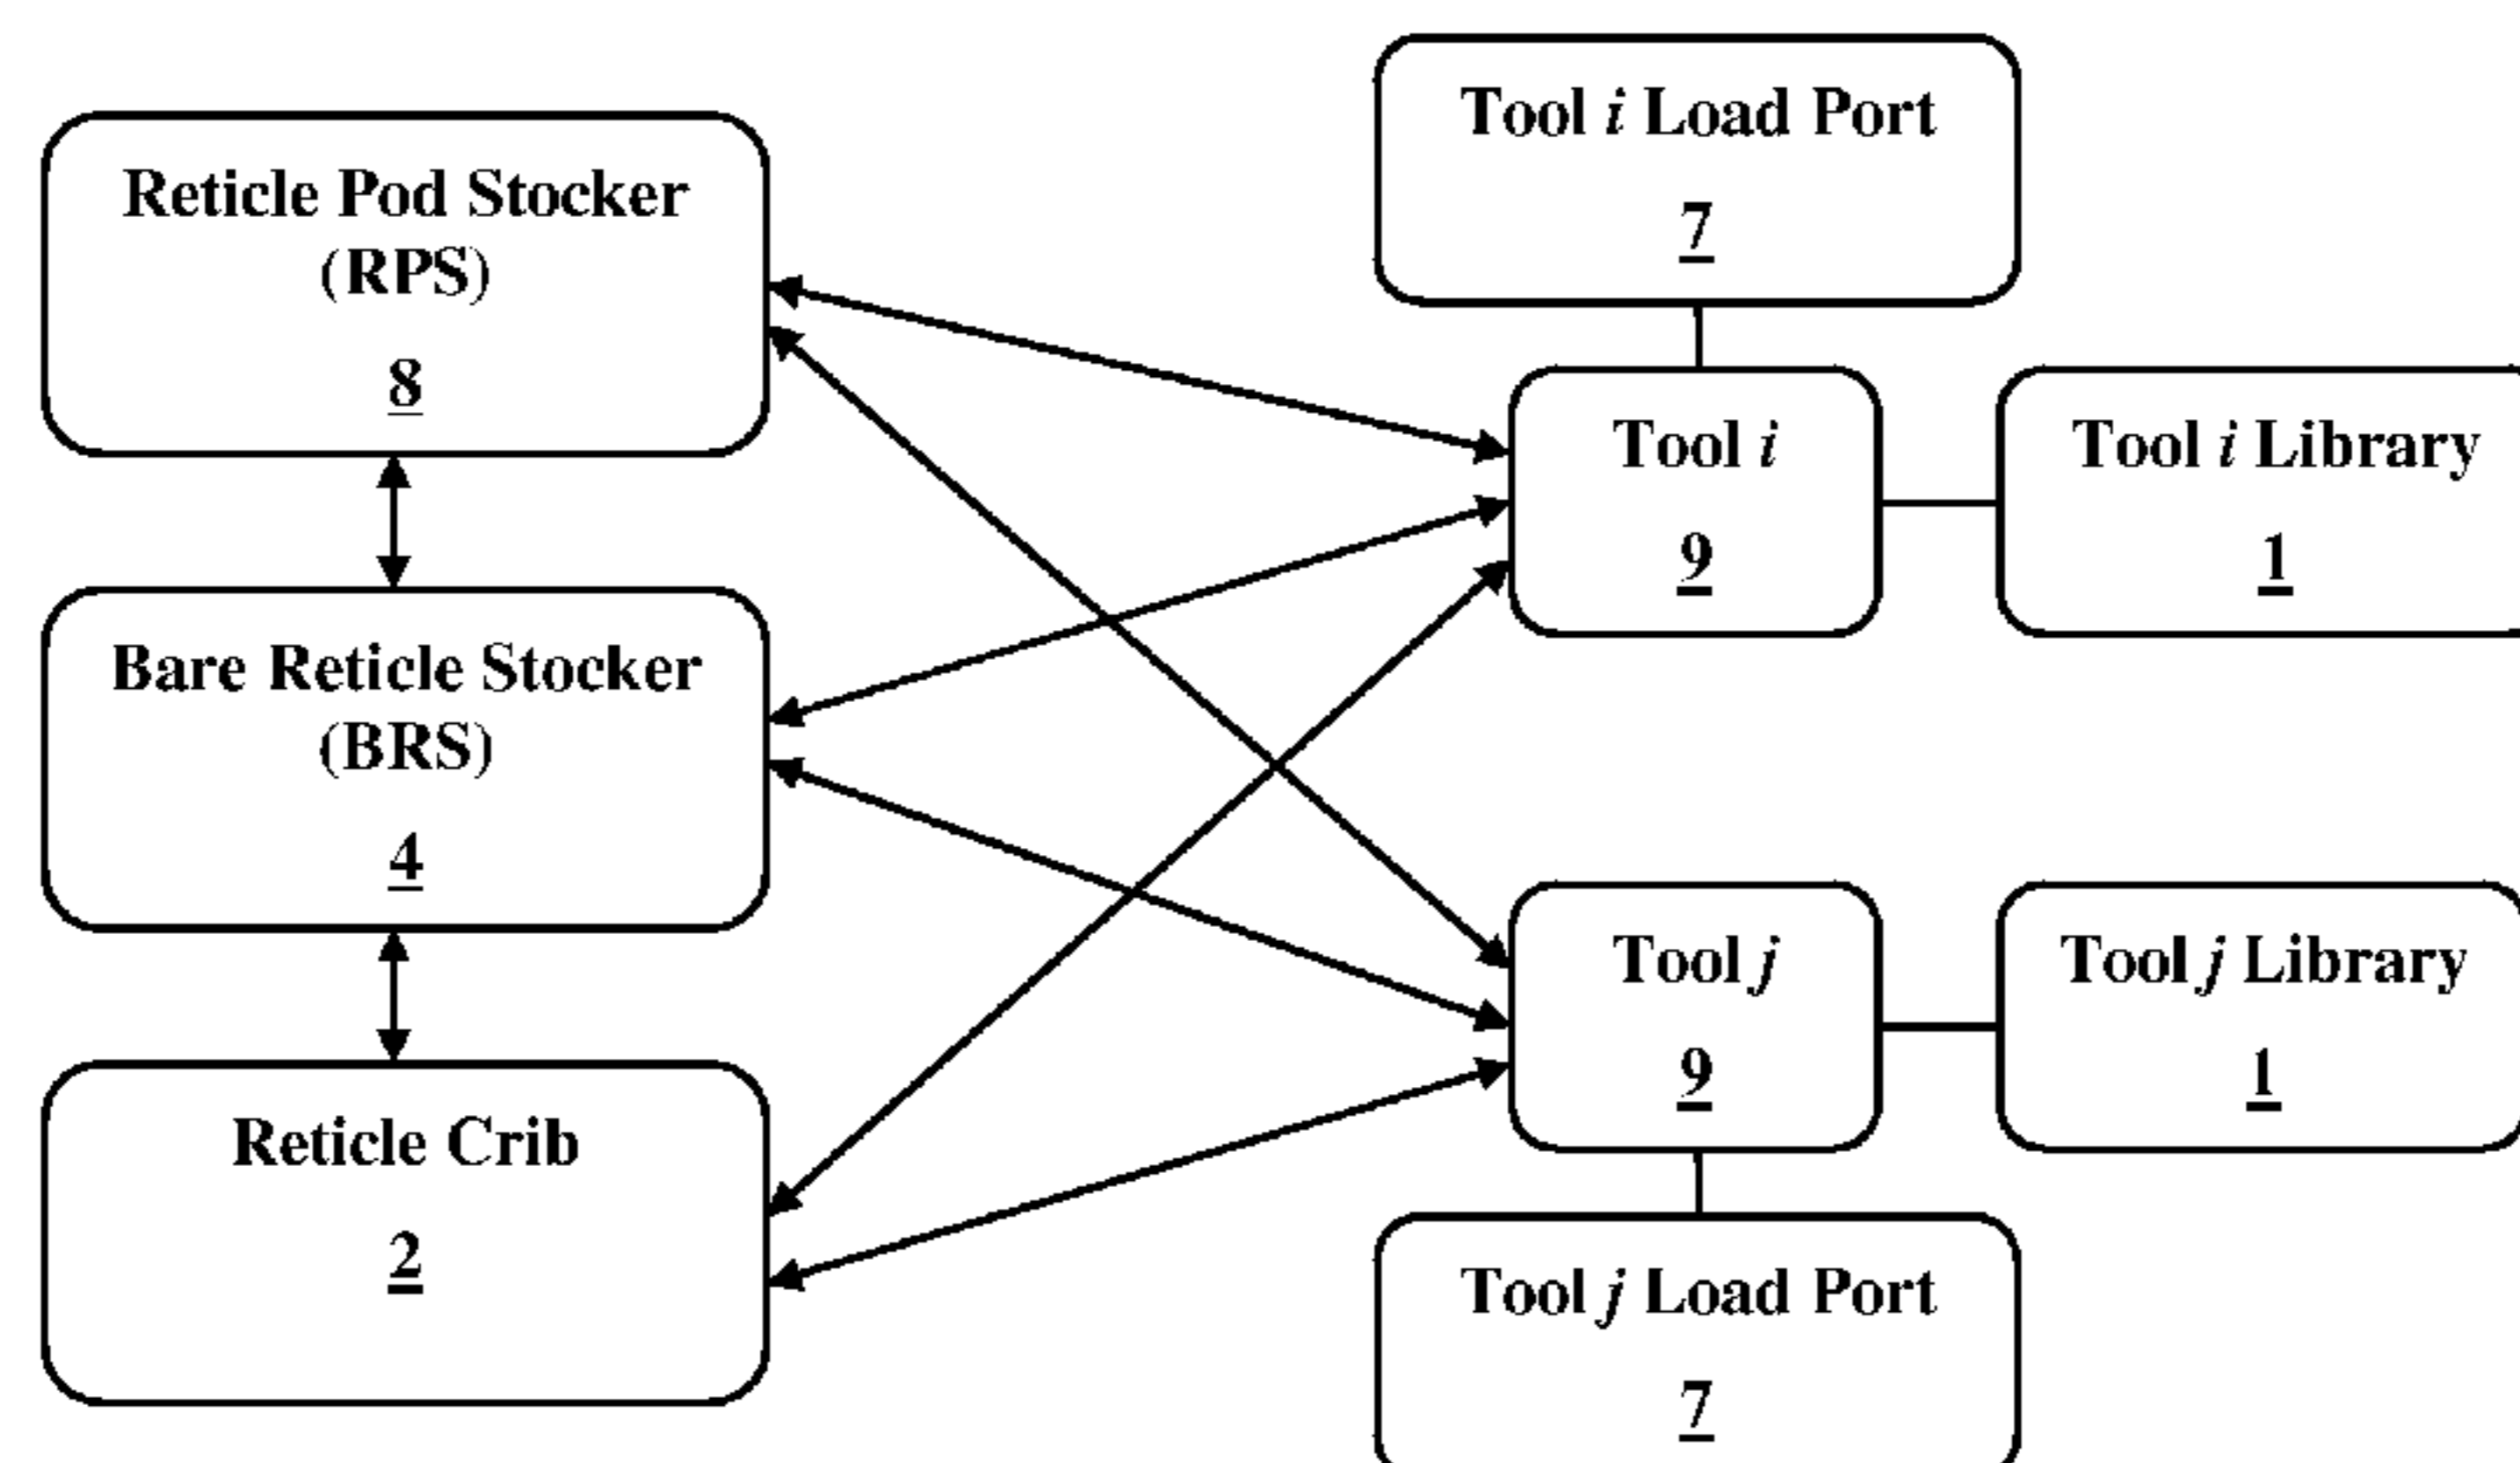 Reticle Pod Stocker
(RPS)
8
Bare Reticle Stocker
(BRS)
4
Reticle Crib
2
Tool i Load Port
7
Tool i
9
Tool i Library
1
Tool j
9
Tool j Library
1
Tool j Load Port
7